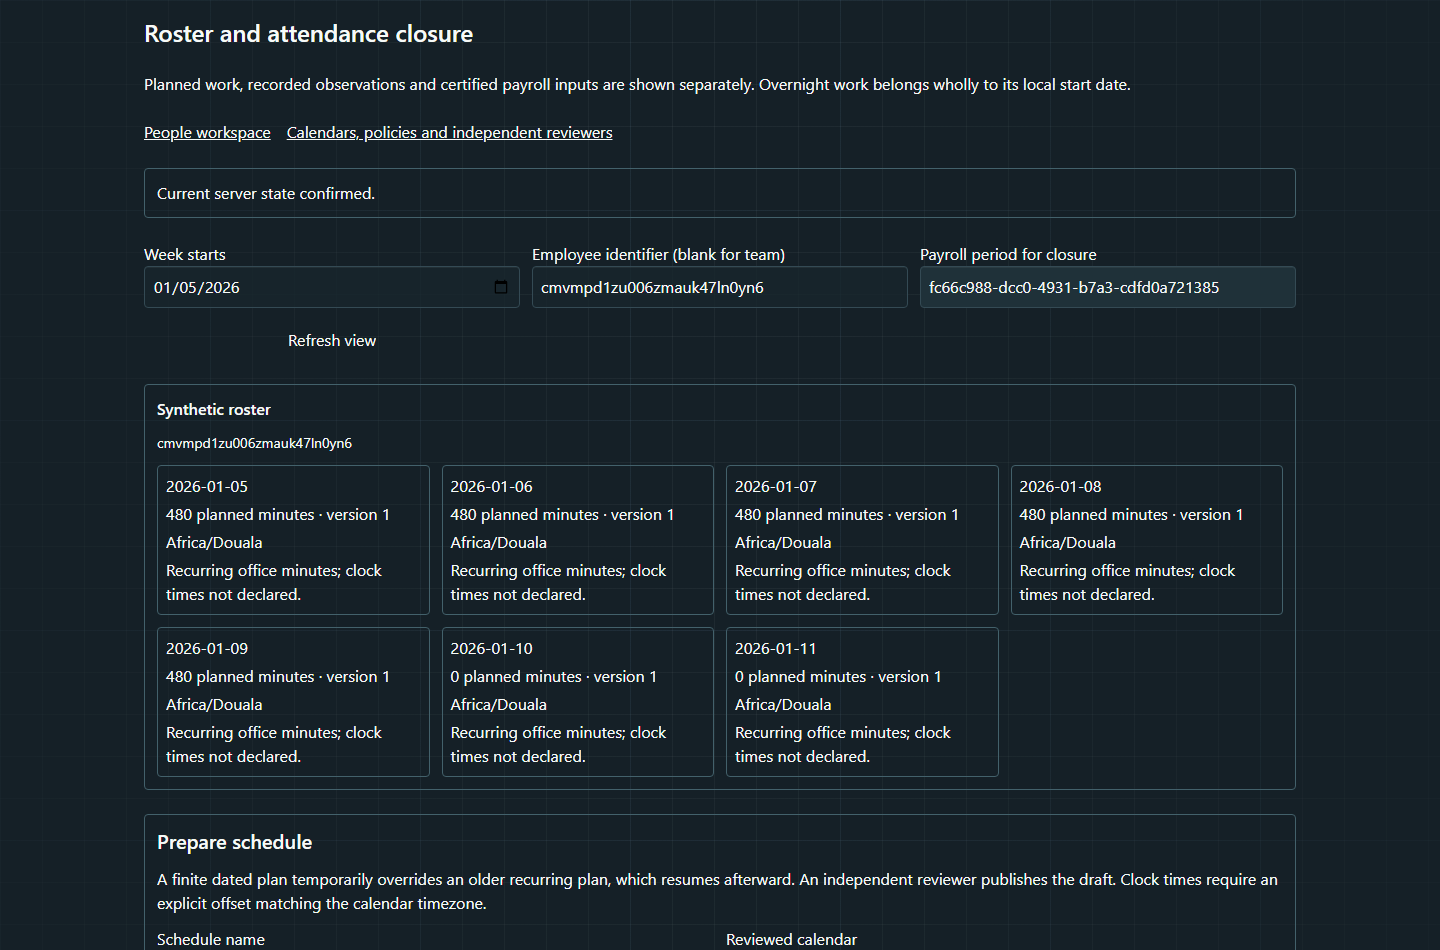 Roster and attendance closure
Planned work, recorded observations and certified payroll inputs are shown separately. Overnight work belongs wholly to its local start date.
People workspace   Calendars, policies and independent reviewers
Current server state confirmed.
Week starts   Employee identifier (blank for team)   Payroll period for closure
01/05/2026   cmvmpd1zu006zmauk47ln0yn6   fc66c988-dcc0-4931-b7a3-cdfd0a721385
Refresh view
Synthetic roster
cmvmpd1zu006zmauk47ln0yn6
2026-01-05
480 planned minutes · version 1
Africa/Douala
Recurring office minutes; clock
times not declared.
2026-01-06
480 planned minutes · version 1
Africa/Douala
Recurring office minutes; clock
times not declared.
2026-01-07
480 planned minutes · version 1
Africa/Douala
Recurring office minutes; clock
times not declared.
2026-01-08
480 planned minutes · version 1
Africa/Douala
Recurring office minutes; clock
times not declared.
2026-01-09
480 planned minutes · version 1
Africa/Douala
Recurring office minutes; clock
times not declared.
2026-01-10
0 planned minutes · version 1
Africa/Douala
Recurring office minutes; clock
times not declared.
2026-01-11
0 planned minutes · version 1
Africa/Douala
Recurring office minutes; clock
times not declared.
Prepare schedule
A finite dated plan temporarily overrides an older recurring plan, which resumes afterward. An independent reviewer publishes the draft. Clock times require an
explicit offset matching the calendar timezone.
Schedule name   Reviewed calendar